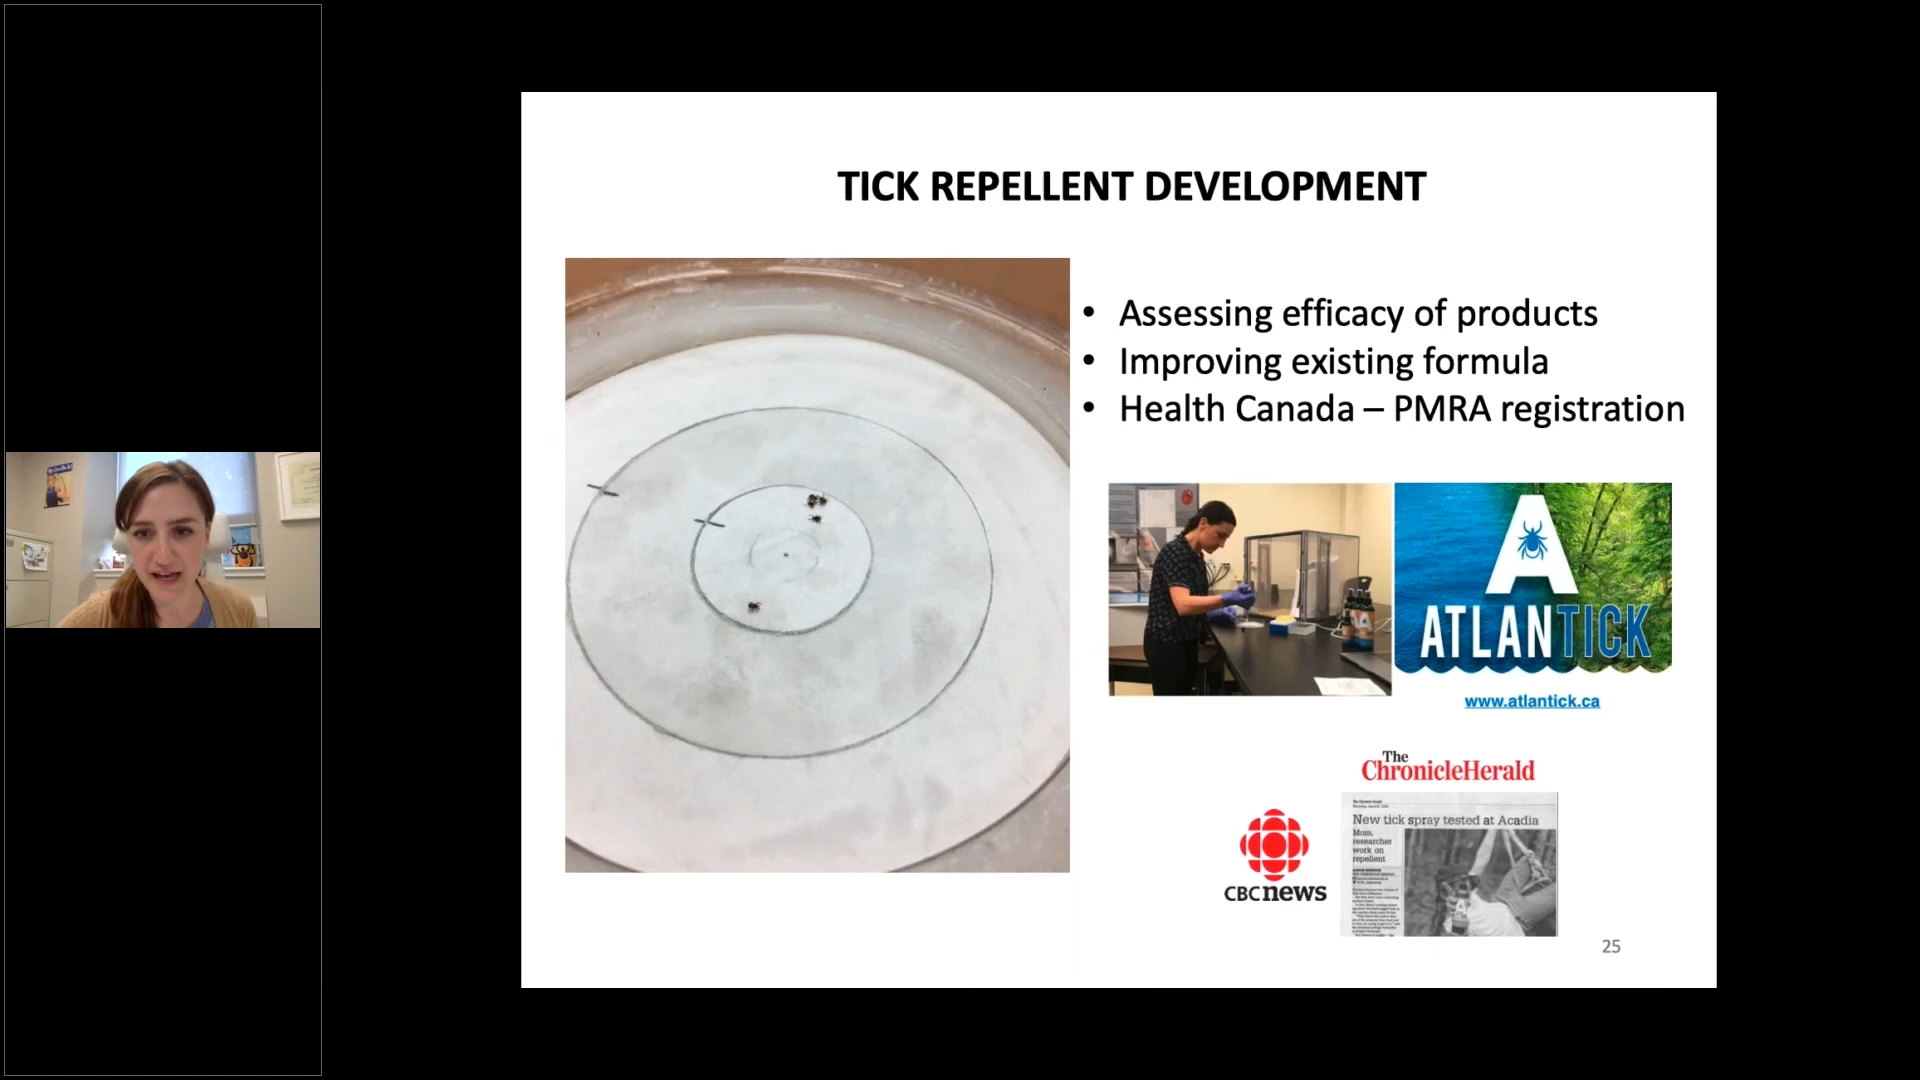 TICK REPELLENT DEVELOPMENT
• Assessing efficacy of products
• Improving existing formula
• Health Canada – PMRA registration
A
ATLANTICK
www.atlantick.ca
The
ChronicleHerald
CBCnews
New tick spray tested at Acadia
Mom,
researcher
work on
repellent
25